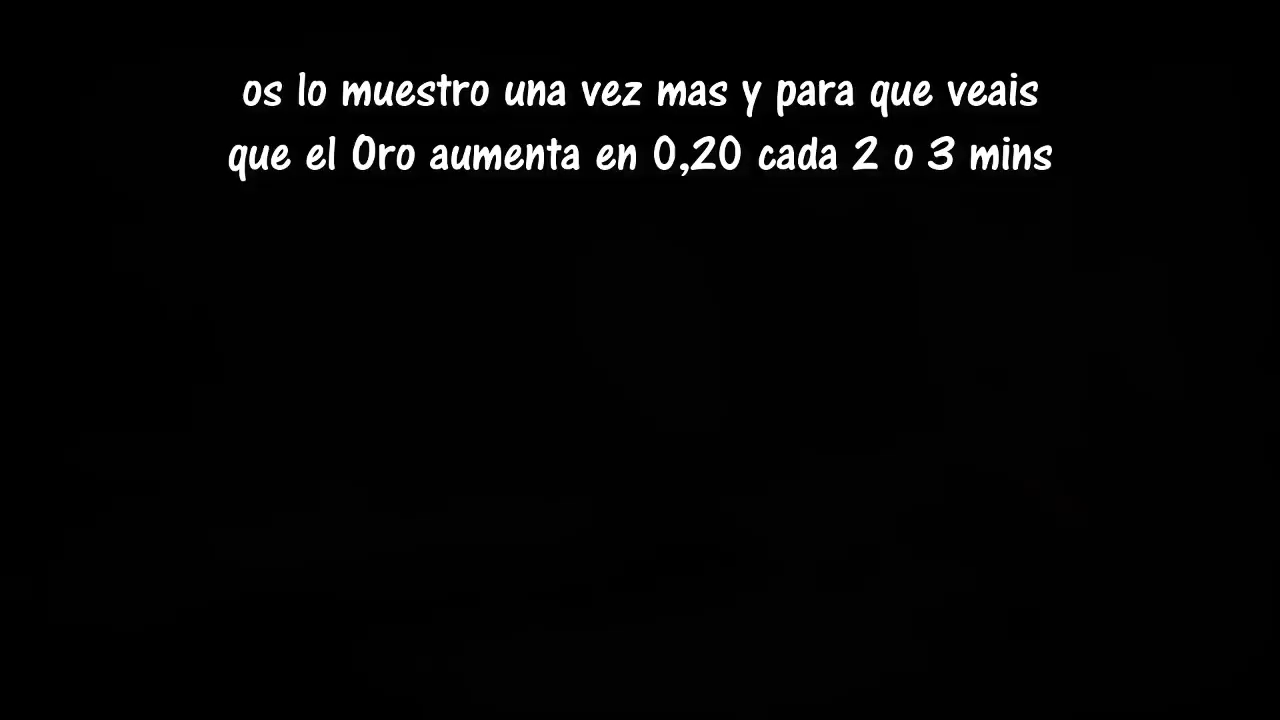 os lo muestro una vez mas y para que veais
que el Oro aumenta en 0,20 cada 2 o 3 mins